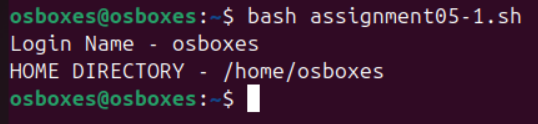 osboxes@osboxes:~$ bash assignment05-1.sh
Login Name - osboxes
HOME DIRECTORY - /home/osboxes
osboxes@osboxes:~$